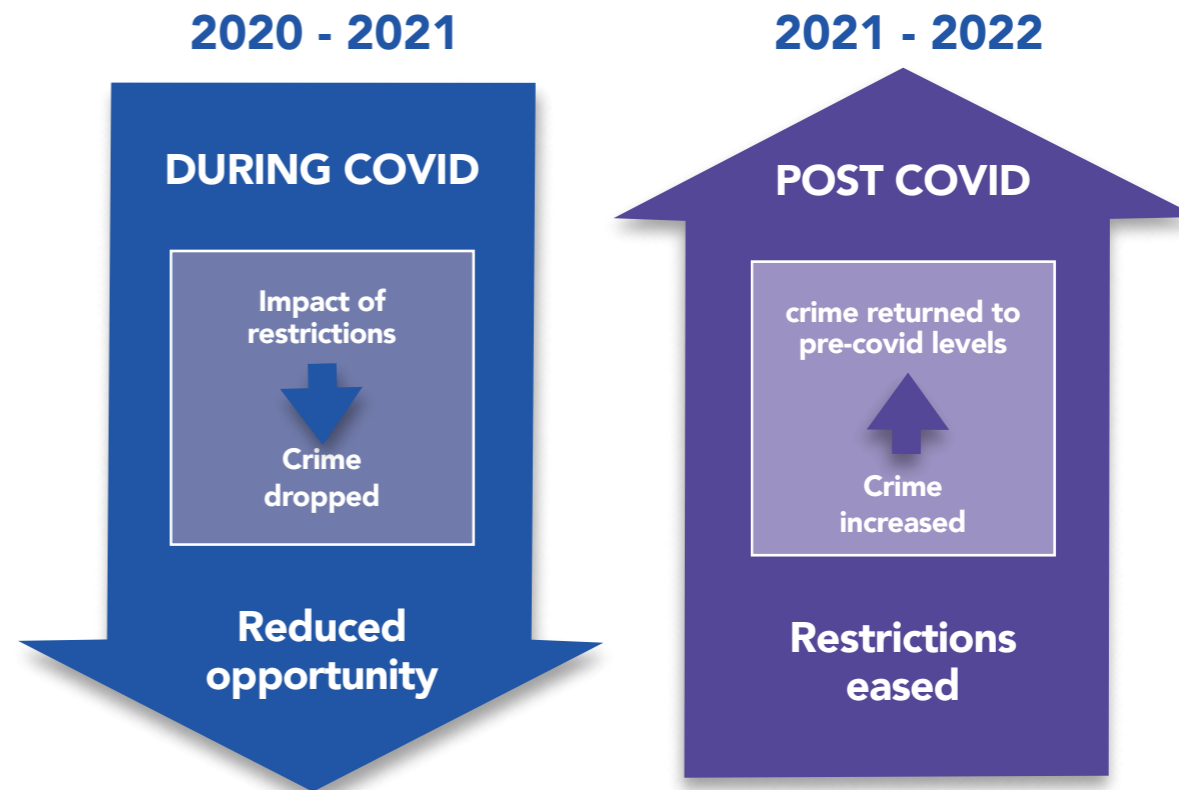 2020 - 2021
DURING COVID
Impact of
restrictions
Crime
dropped
Reduced
opportunity
2021 - 2022
POST COVID
crime returned to
pre-covid levels
Crime
increased
Restrictions
eased